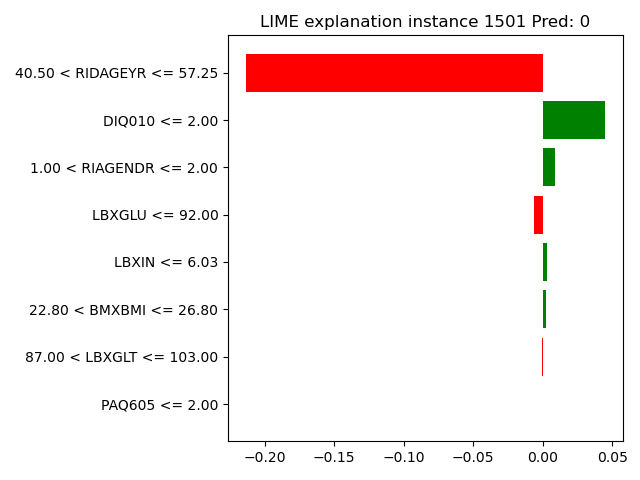 LIME explanation instance 1501 Pred: 0
40.50 < RIDAGEYR <= 57.25
DIQ010 <= 2.00
1.00 < RIAGENDR <= 2.00
LBXGLU <= 92.00
LBXIN <= 6.03
22.80 < BMXBMI <= 26.80
87.00 < LBXGLT <= 103.00
PAQ605 <= 2.00
−0.20 −0.15 −0.10 −0.05 0.00 0.05